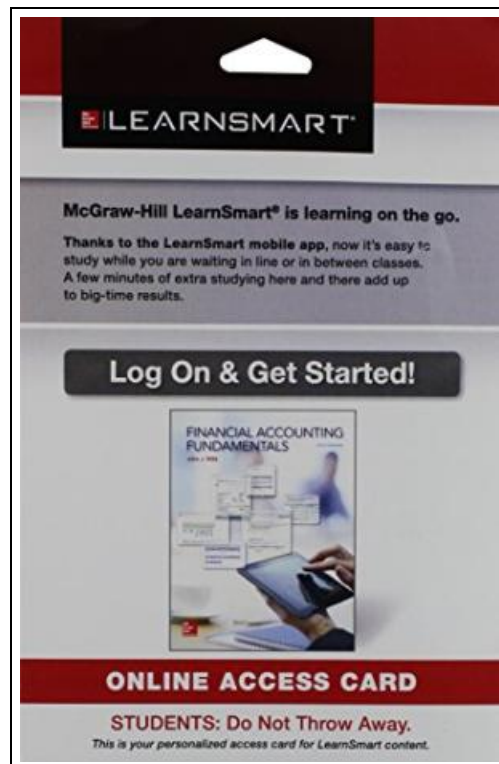 LEARNSMART®
McGraw-Hill LearnSmart® is learning on the go.
Thanks to the LearnSmart mobile app, now it's easy to
study while you are waiting in line or in between classes.
A few minutes of extra studying here and there add up
to big-time results.
Log On & Get Started!
FINANCIAL ACCOUNTING
FUNDAMENTALS
ONLINE ACCESS CARD
STUDENTS: Do Not Throw Away.
This is your personalized access card for LearnSmart content.